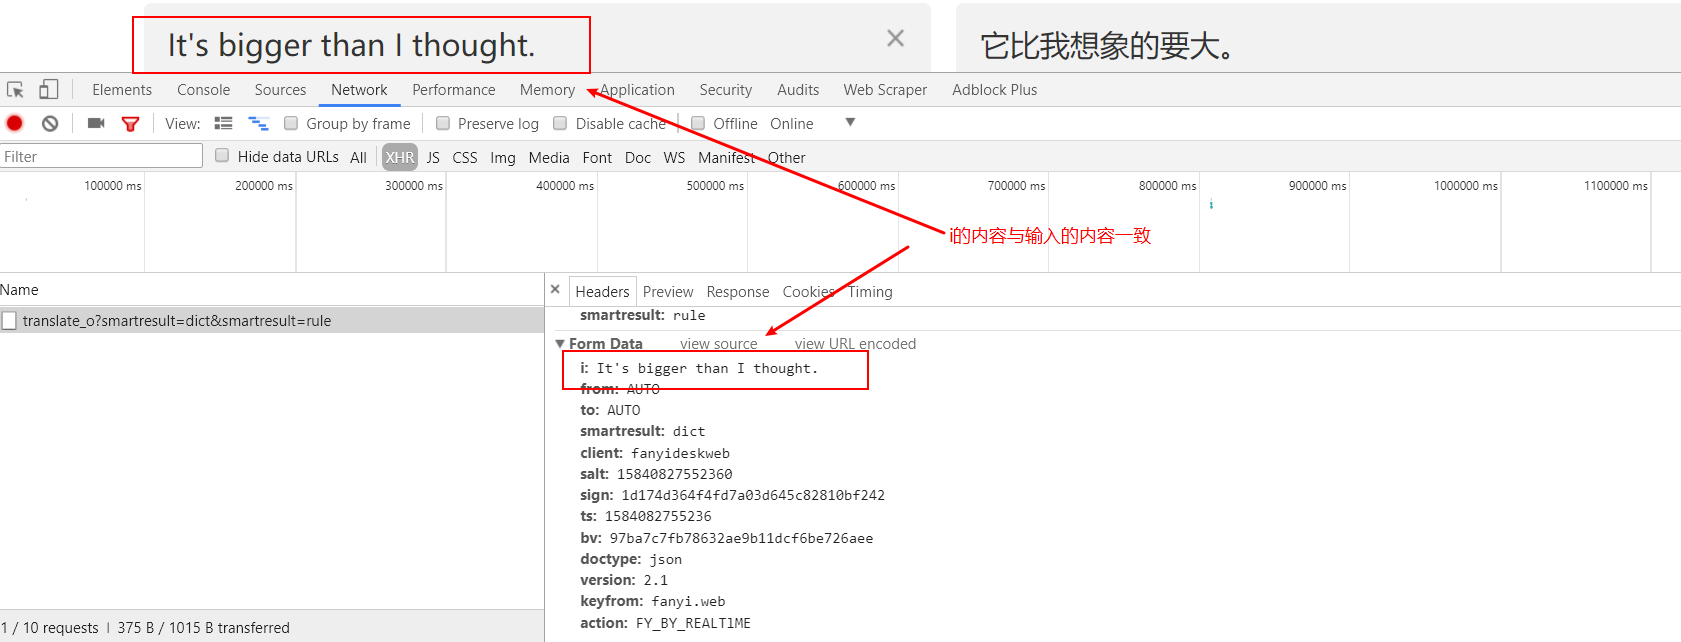 It's bigger than I thought.
它比我想象的要大。
Elements Console Sources Network Performance Memory Application Security Audits Web Scraper Adblock Plus
View: Group by frame Preserve log Disable cache Offline Online
Filter Hide data URLs All XHR JS CSS Img Media Font Doc WS Manifest Other
100000 ms 200000 ms 300000 ms 400000 ms 500000 ms 600000 ms 700000 ms 800000 ms 900000 ms 1000000 ms 1100000 ms
i的内容与输入的内容一致
Name
translate_o?smartresult=dict&smartresult=rule
Headers Preview Response Cookies Timing
smartresult: rule
Form Data view source view URL encoded
i: It's bigger than I thought.
from: AUTO
to: AUTO
smartresult: dict
client: fanyideskweb
salt: 15840827552360
sign: 1d174d364f4fd7a03d645c82810bf242
ts: 1584082755236
bv: 97ba7c7fb78632ae9b11dcf6be726aee
doctype: json
version: 2.1
keyfrom: fanyi.web
action: FY_BY_REALTlME
1 / 10 requests | 375 B / 1015 B transferred